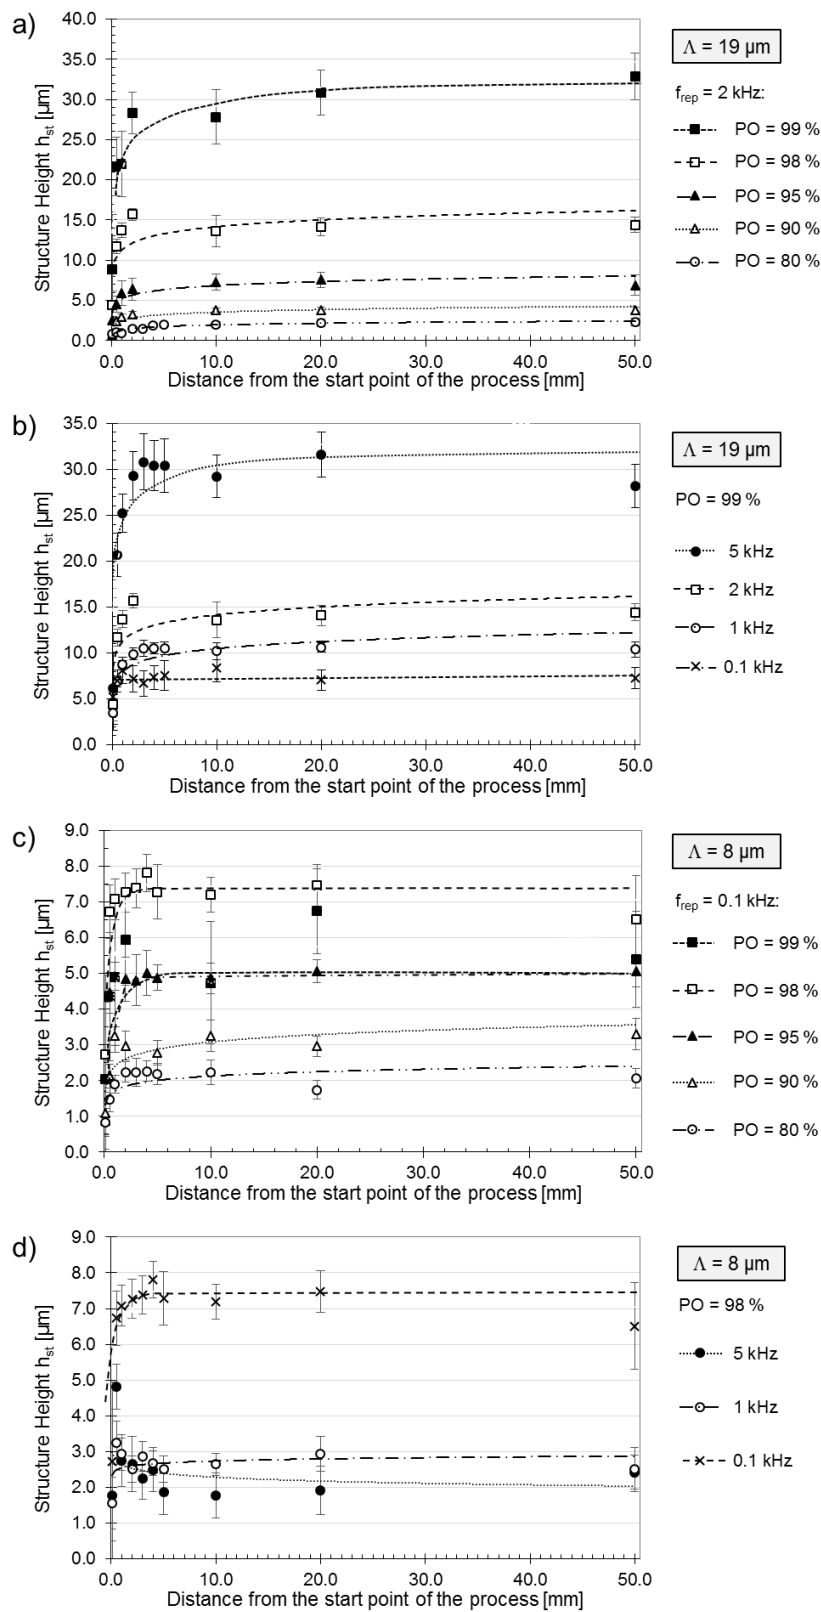 a)
40.0
35.0
30.0
25.0
20.0
15.0
10.0
5.0
0.0
Structure Height hst [µm]
0.0 10.0 20.0 30.0 40.0 50.0
Distance from the start point of the process [mm]
Λ = 19 µm
frep = 2 kHz:
PO = 99 %
PO = 98 %
PO = 95 %
PO = 90 %
PO = 80 %
b)
35.0
30.0
25.0
20.0
15.0
10.0
5.0
0.0
Structure Height hst [µm]
0.0 10.0 20.0 30.0 40.0 50.0
Distance from the start point of the process [mm]
Λ = 19 µm
PO = 99 %
5 kHz
2 kHz
1 kHz
0.1 kHz
c)
9.0
8.0
7.0
6.0
5.0
4.0
3.0
2.0
1.0
0.0
Structure Height hst [µm]
0.0 10.0 20.0 30.0 40.0 50.0
Distance from the start point of the process [mm]
Λ = 8 µm
frep = 0.1 kHz:
PO = 99 %
PO = 98 %
PO = 95 %
PO = 90 %
PO = 80 %
d)
9.0
8.0
7.0
6.0
5.0
4.0
3.0
2.0
1.0
0.0
Structure Height hst [µm]
0.0 10.0 20.0 30.0 40.0 50.0
Distance from the start point of the process [mm]
Λ = 8 µm
PO = 98 %
5 kHz
1 kHz
0.1 kHz